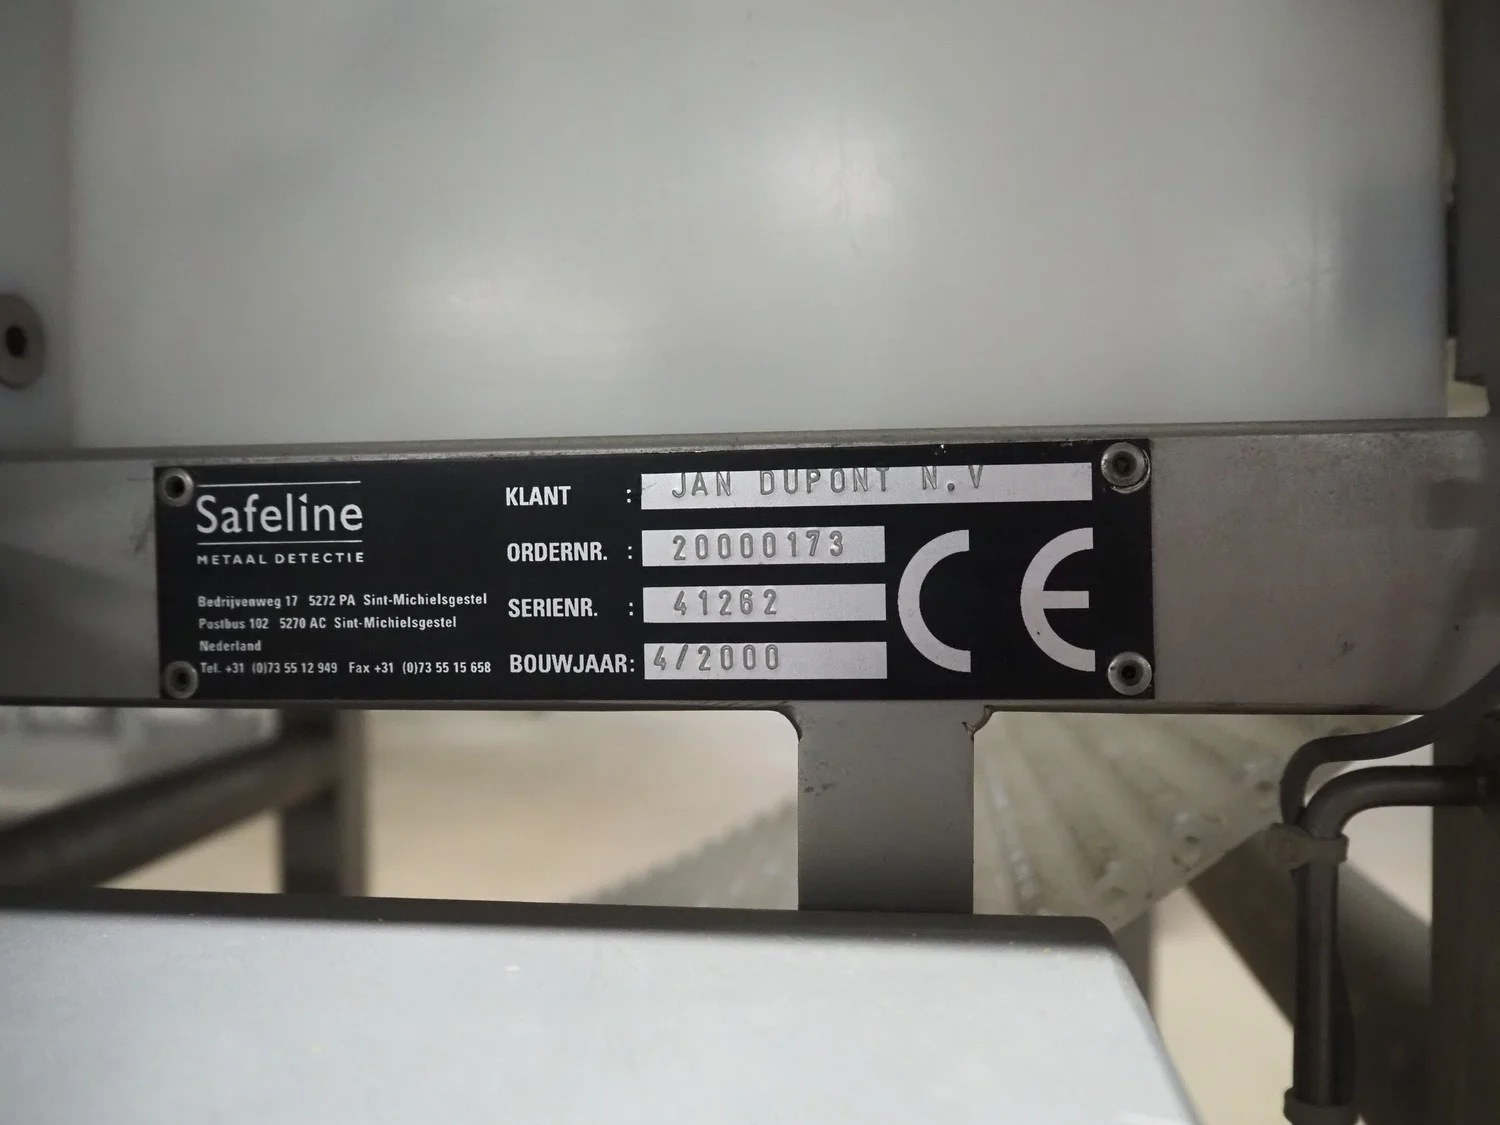 Safeline
METAAL DETECTIE
Bedrijvenweg 17 5272 PA Sint-Michielsgestel
Postbus 102 5270 AC Sint-Michielsgestel
Nederland
Tel. +31 (0)73 55 12 949 Fax +31 (0)73 55 15 658
KLANT : JAN DUPONT N.V
ORDERNR. : 20000173
SERIENR. : 41262
BOUWJAAR: 4/2000
CE